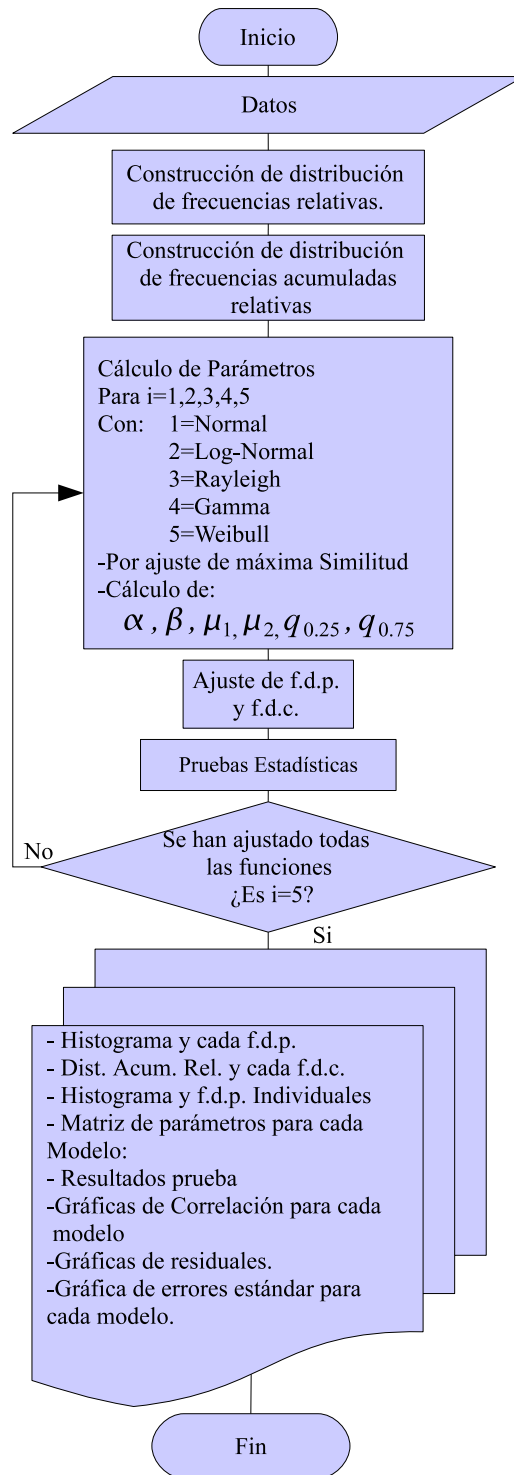 Inicio
Datos
Construcción de distribución
de frecuencias relativas.
Construcción de distribución
de frecuencias acumuladas
relativas
Cálculo de Parámetros
Para i=1,2,3,4,5
Con: 1=Normal
2=Log-Normal
3=Rayleigh
4=Gamma
5=Weibull
-Por ajuste de máxima Similitud
-Cálculo de:
α , β , μ₁, μ₂, q₀.₂₅ , q₀.₇₅
Ajuste de f.d.p.
y f.d.c.
Pruebas Estadísticas
Se han ajustado todas
las funciones
¿Es i=5?
No
Si
- Histograma y cada f.d.p.
- Dist. Acum. Rel. y cada f.d.c.
- Histograma y f.d.p. Individuales
- Matriz de parámetros para cada
Modelo:
- Resultados prueba
-Gráficas de Correlación para cada
modelo
-Gráficas de residuales.
-Gráfica de errores estándar para
cada modelo.
Fin